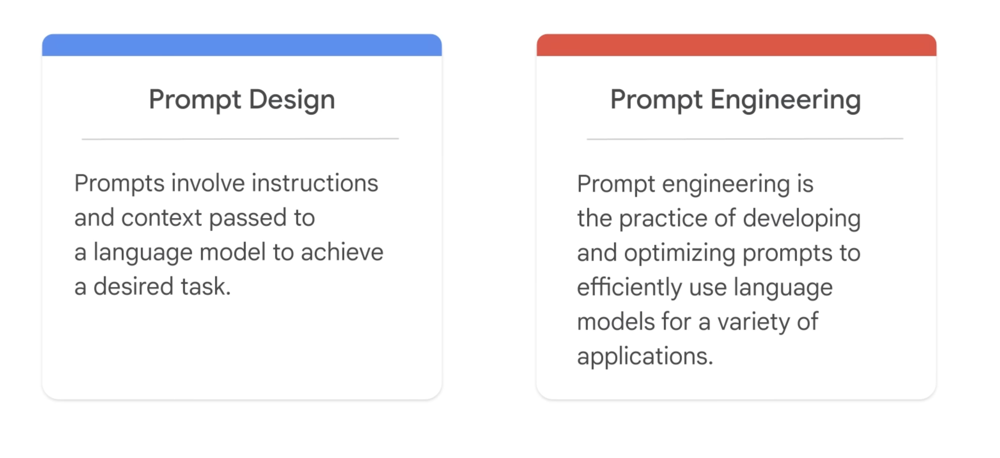 Prompt Design
Prompts involve instructions
and context passed to
a language model to achieve
a desired task.
Prompt Engineering
Prompt engineering is
the practice of developing
and optimizing prompts to
efficiently use language
models for a variety of
applications.